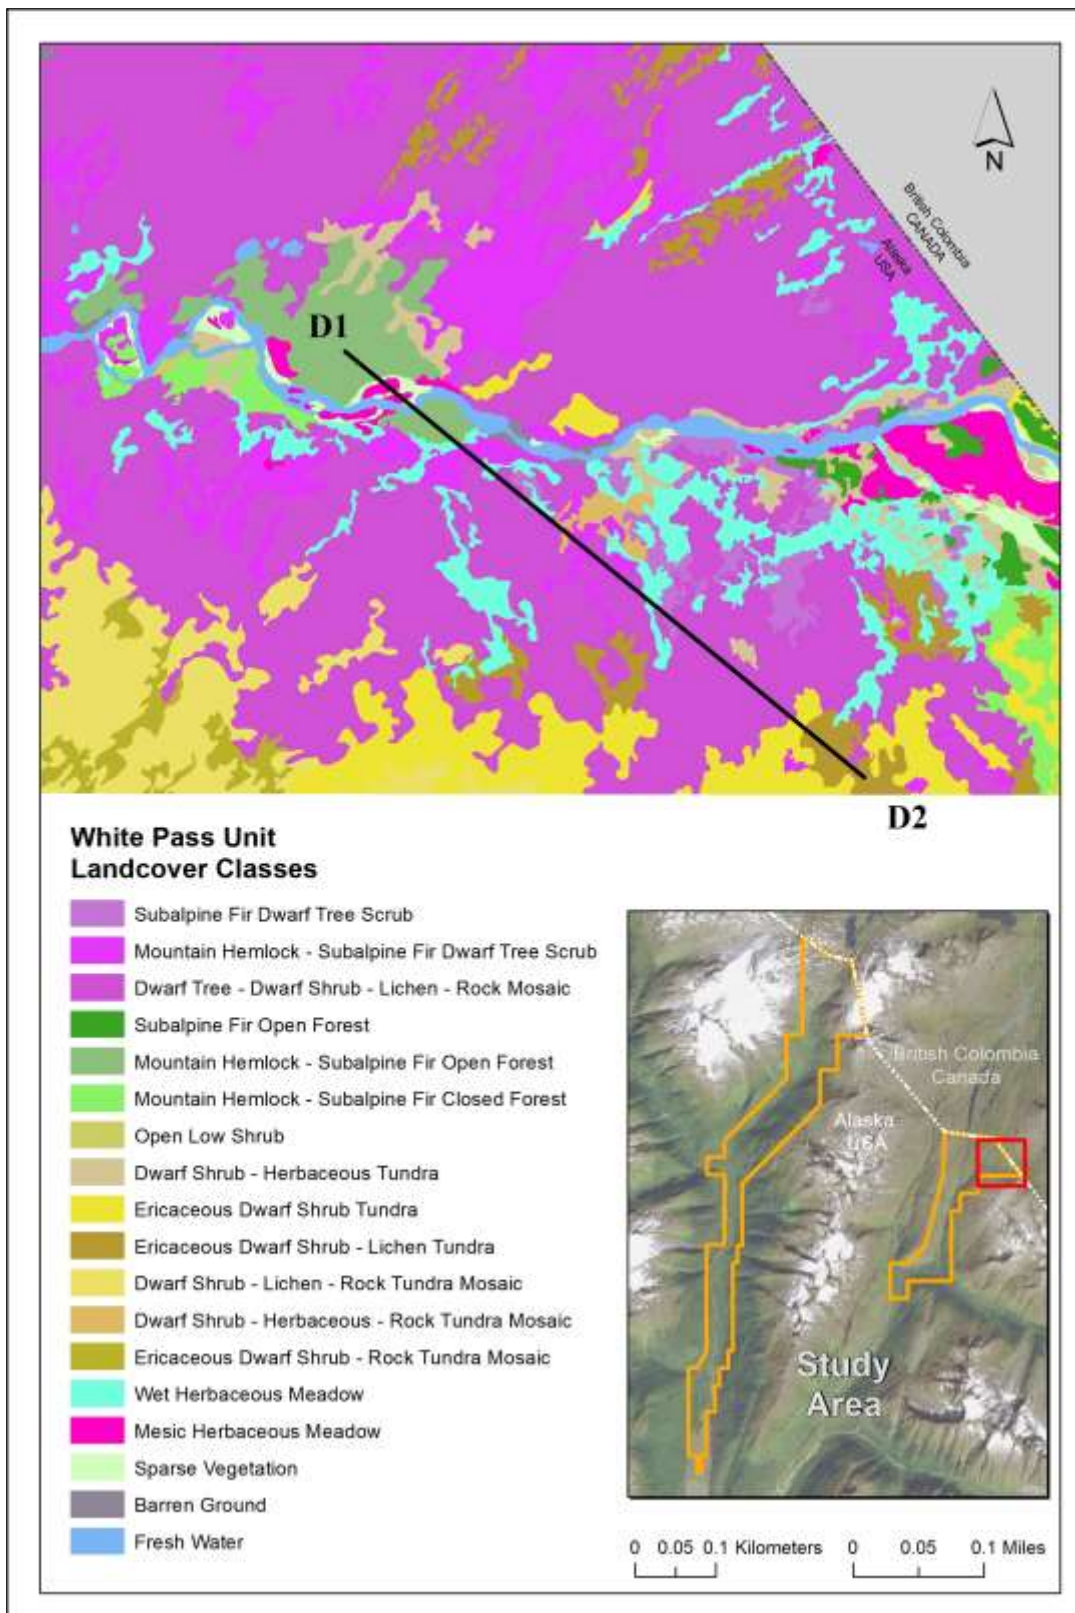 N
British Colombia
CANADA
Alaska
USA
D1
D2
White Pass Unit
Landcover Classes
Subalpine Fir Dwarf Tree Scrub
Mountain Hemlock - Subalpine Fir Dwarf Tree Scrub
Dwarf Tree - Dwarf Shrub - Lichen - Rock Mosaic
Subalpine Fir Open Forest
Mountain Hemlock - Subalpine Fir Open Forest
Mountain Hemlock - Subalpine Fir Closed Forest
Open Low Shrub
Dwarf Shrub - Herbaceous Tundra
Ericaceous Dwarf Shrub Tundra
Ericaceous Dwarf Shrub - Lichen Tundra
Dwarf Shrub - Lichen - Rock Tundra Mosaic
Dwarf Shrub - Herbaceous - Rock Tundra Mosaic
Ericaceous Dwarf Shrub - Rock Tundra Mosaic
Wet Herbaceous Meadow
Mesic Herbaceous Meadow
Sparse Vegetation
Barren Ground
Fresh Water
British Colombia
Canada
Alaska
USA
Study
Area
0 0.05 0.1 Kilometers
0 0.05 0.1 Miles